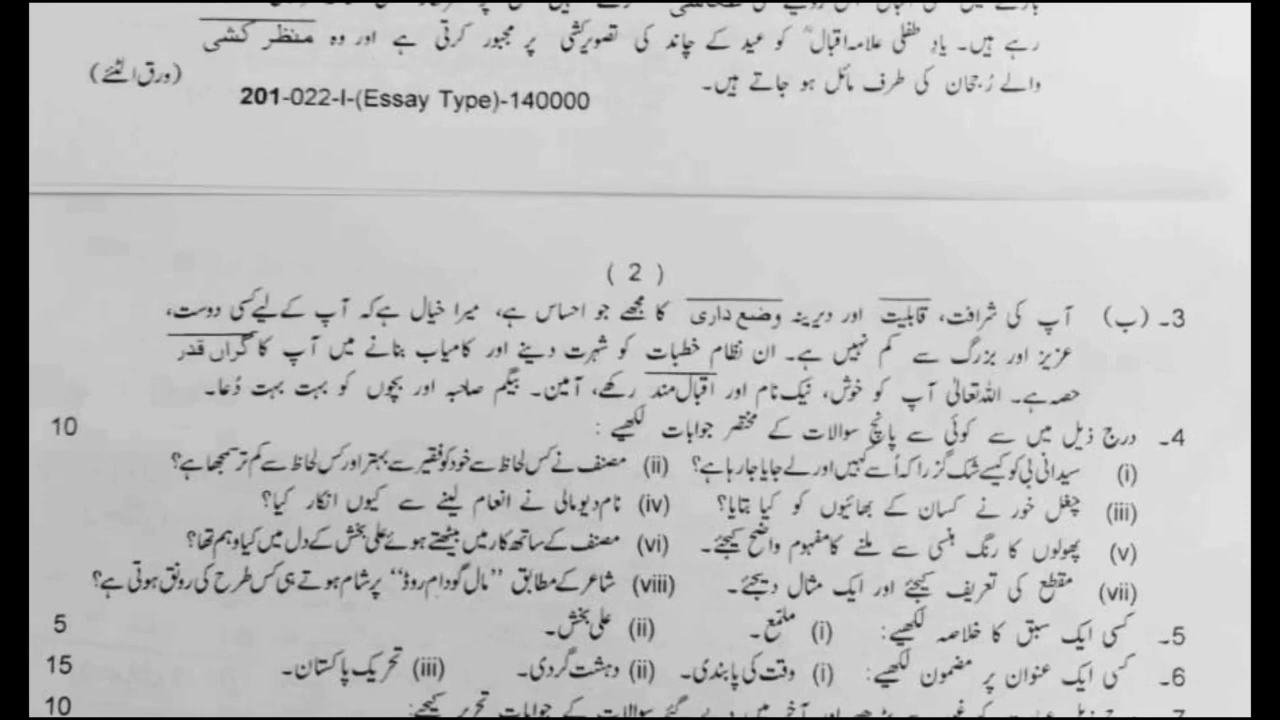 رہے ہیں۔ یادِ طفلی علامہ اقبالؒ کو عید کے چاند کی تصویر کشی پر مجبور کرتی ہے اور وہ منظر کشی
والے رُجحان کی طرف مائل ہو جاتے ہیں۔
(ورق الٹئے)
201-022-I-(Essay Type)-140000
( 2 )
3۔ (ب) آپ کی شرافت، قابلیت اور دیرینہ وضع داری کا مجھے جو احساس ہے، میرا خیال ہے کہ آپ کے لیے کسی دوست،
عزیز اور بزرگ سے کم نہیں ہے۔ ان نظام خطبات کو شہرت دینے اور کامیاب بنانے میں آپ کا گراں قدر
حصہ ہے۔ اللہ تعالیٰ آپ کو خوش، نیک نام اور اقبال مند رکھے، آمین۔ بیگم صاحبہ اور بچوں کو بہت بہت دُعا۔
4۔ درج ذیل میں سے کوئی سے پانچ سوالات کے مختصر جوابات لکھیے : 10
(i) سیدانی بی کو کیسے شک گزرا کہ اُسے کہیں اور لے جایا جا رہا ہے؟ (ii) مصنف نے کس لحاظ سے خود کو فقیر سے بہتر اور کس لحاظ سے کم تر سمجھا ہے؟
(iii) چغل خور نے کسان کے بھائیوں کو کیا بتایا؟ (iv) نام دیو مالی نے انعام لینے سے کیوں انکار کیا؟
(v) پھولوں کا رنگ ہنسی سے ملنے کا مفہوم واضح کیجئے۔ (vi) مصنف کے ساتھ کار میں بیٹھتے ہوئے علی بخش کے دل میں کیا وہم تھا؟
(vii) مقطع کی تعریف کیجئے اور ایک مثال دیجئے۔ (viii) شاعر کے مطابق ”مال گودام روڈ“ پر شام ہوتے ہی کس طرح کی رونق ہوتی ہے؟
5۔ کسی ایک سبق کا خلاصہ لکھیے: (i) ملمع۔ (ii) علی بخش۔ 5
6۔ کسی ایک عنوان پر مضمون لکھیے: (i) وقت کی پابندی۔ (ii) دہشت گردی۔ (iii) تحریک پاکستان۔ 15
10